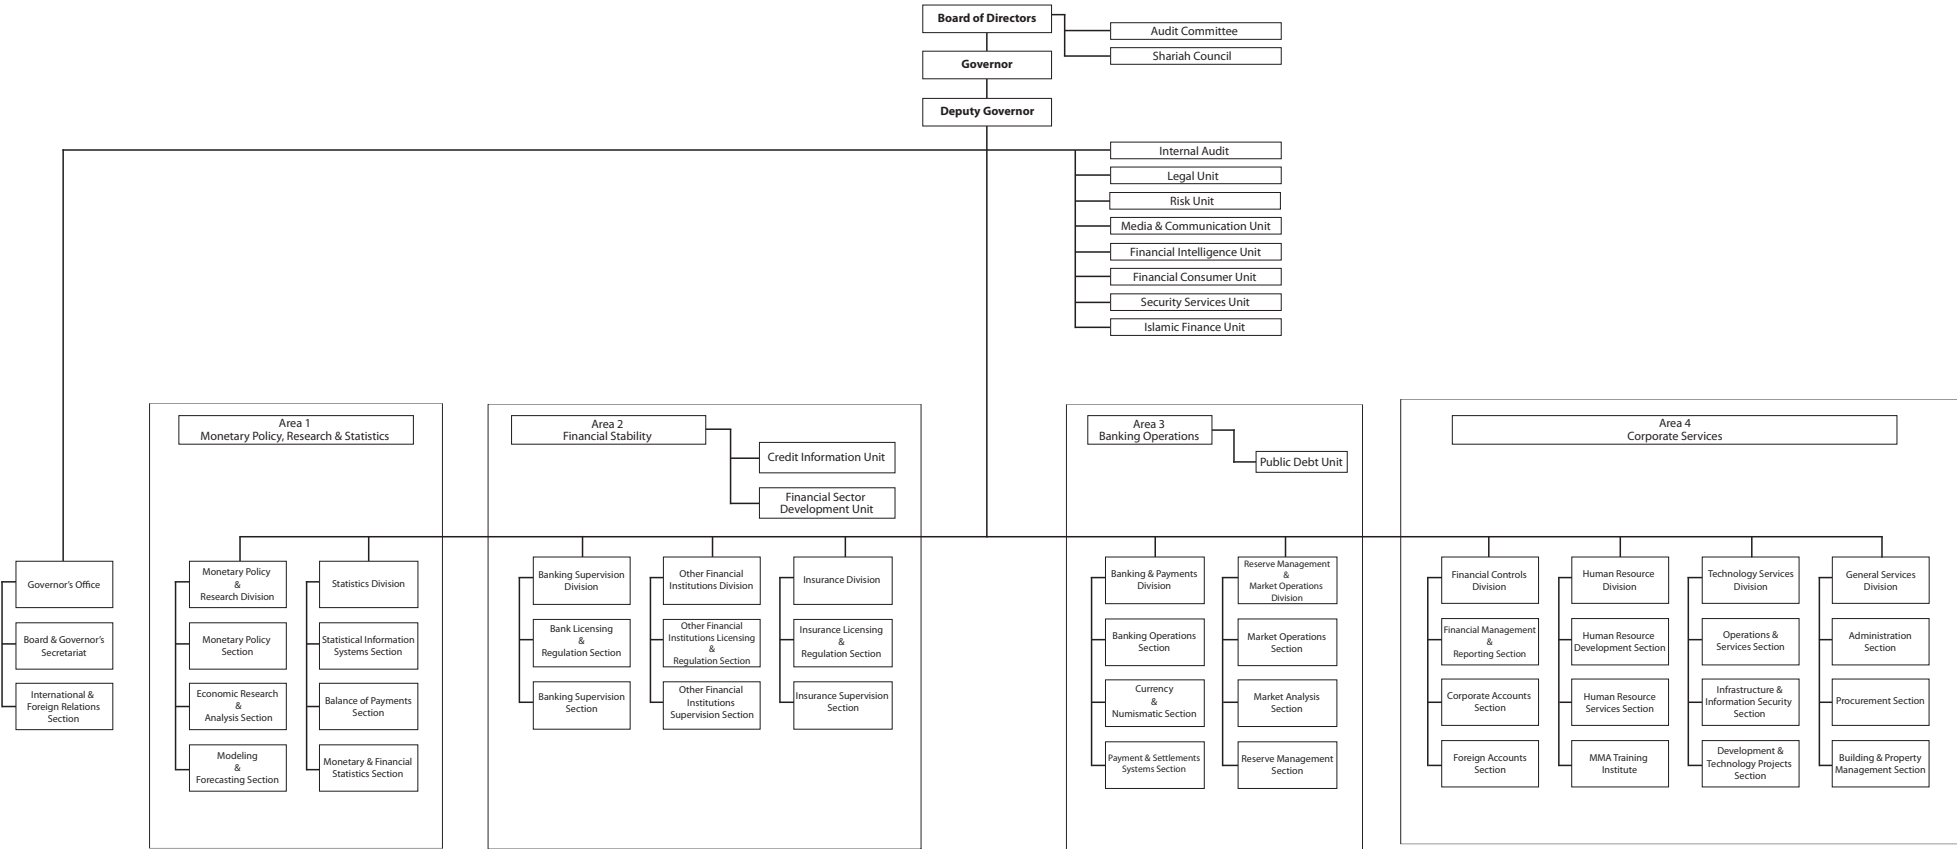 Board of Directors
Audit Committee
Shariah Council
Governor
Deputy Governor
Internal Audit
Legal Unit
Risk Unit
Media & Communication Unit
Financial Intelligence Unit
Financial Consumer Unit
Security Services Unit
Islamic Finance Unit
Area 1
Monetary Policy, Research & Statistics
Area 2
Financial Stability
Credit Information Unit
Financial Sector
Development Unit
Area 3
Banking Operations
Public Debt Unit
Area 4
Corporate Services
Governor's Office
Board & Governor's
Secretariat
International &
Foreign Relations
Section
Monetary Policy
&
Research Division
Monetary Policy
Section
Economic Research
&
Analysis Section
Modeling
&
Forecasting Section
Statistics Division
Statistical Information
Systems Section
Balance of Payments
Section
Monetary & Financial
Statistics Section
Banking Supervision
Division
Bank Licensing
&
Regulation Section
Banking Supervision
Section
Other Financial
Institutions Division
Other Financial
Institutions Licensing
&
Regulation Section
Other Financial
Institutions
Supervision Section
Insurance Division
Insurance Licensing
&
Regulation Section
Insurance Supervision
Section
Banking & Payments
Division
Banking Operations
Section
Currency
&
Numismatic Section
Payment & Settlements
Systems Section
Reserve Management
&
Market Operations
Division
Market Operations
Section
Market Analysis
Section
Reserve Management
Section
Financial Controls
Division
Financial Management
&
Reporting Section
Corporate Accounts
Section
Foreign Accounts
Section
Human Resource
Division
Human Resource
Development Section
Human Resource
Services Section
MMA Training
Institute
Technology Services
Division
Operations &
Services Section
Infrastructure &
Information Security
Section
Development &
Technology Projects
Section
General Services
Division
Administration
Section
Procurement Section
Building & Property
Management Section